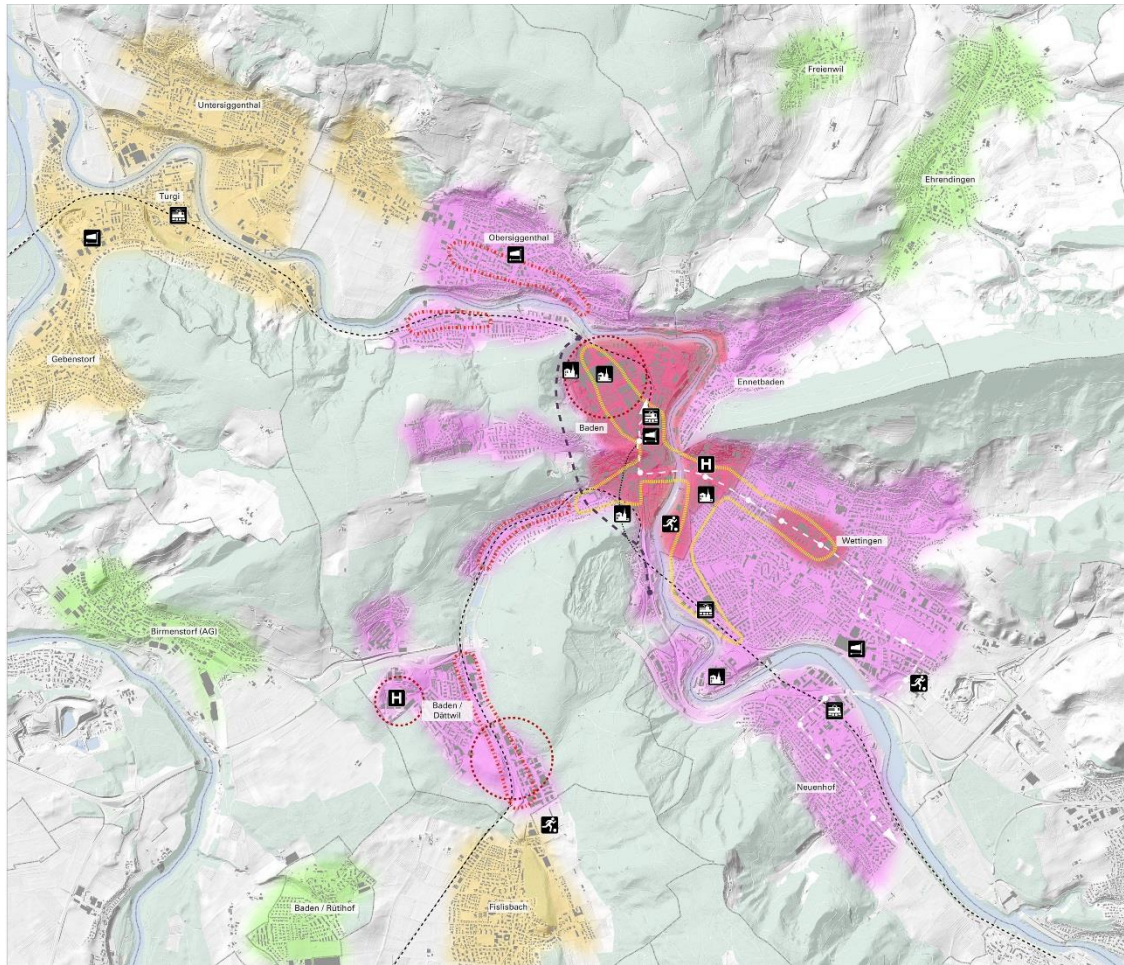 Freienwil
Untersiggenthal
Ehrendingen
Turgi
Obersiggenthal
Gebenstorf
Ennetbaden
Baden
H
Wettingen
Birmenstorf (AG)
H
Baden /
Dättwil
Neuenhof
Baden / Rütihof
Fislisbach